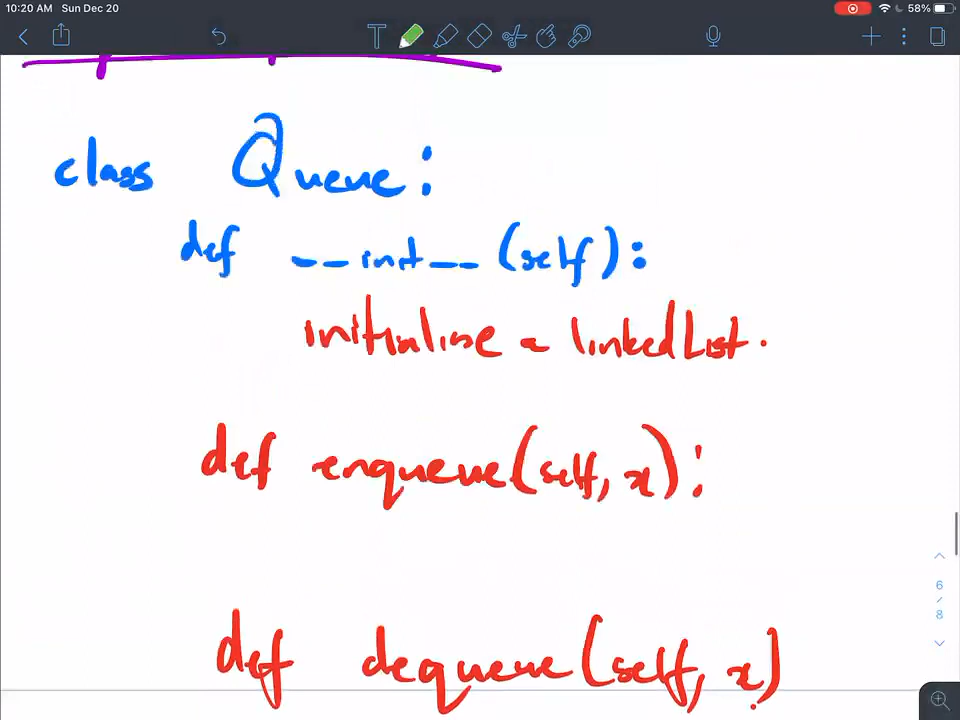 10:20 AM Sun Dec 20
58%
class Queue:
def __init__(self):
initialise a linkedList.
def enqueue(self, x):
def dequeue(self, x)
6
/
8